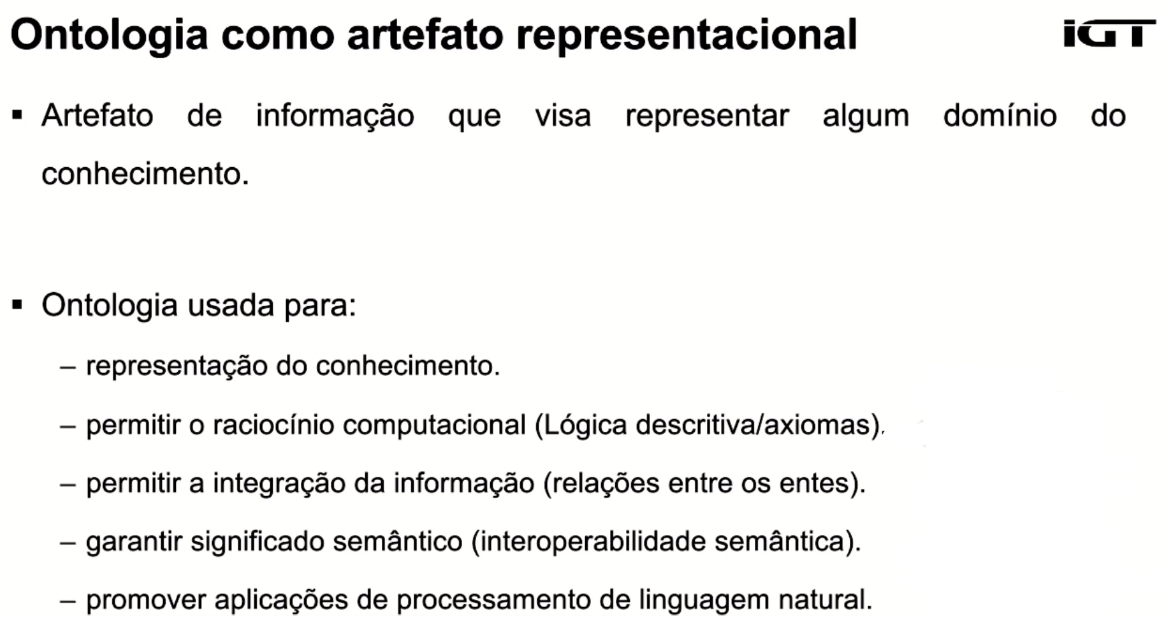 Ontologia como artefato representacional
iGT
▪ Artefato de informação que visa representar algum domínio do
conhecimento.
▪ Ontologia usada para:
– representação do conhecimento.
– permitir o raciocínio computacional (Lógica descritiva/axiomas).
– permitir a integração da informação (relações entre os entes).
– garantir significado semântico (interoperabilidade semântica).
– promover aplicações de processamento de linguagem natural.